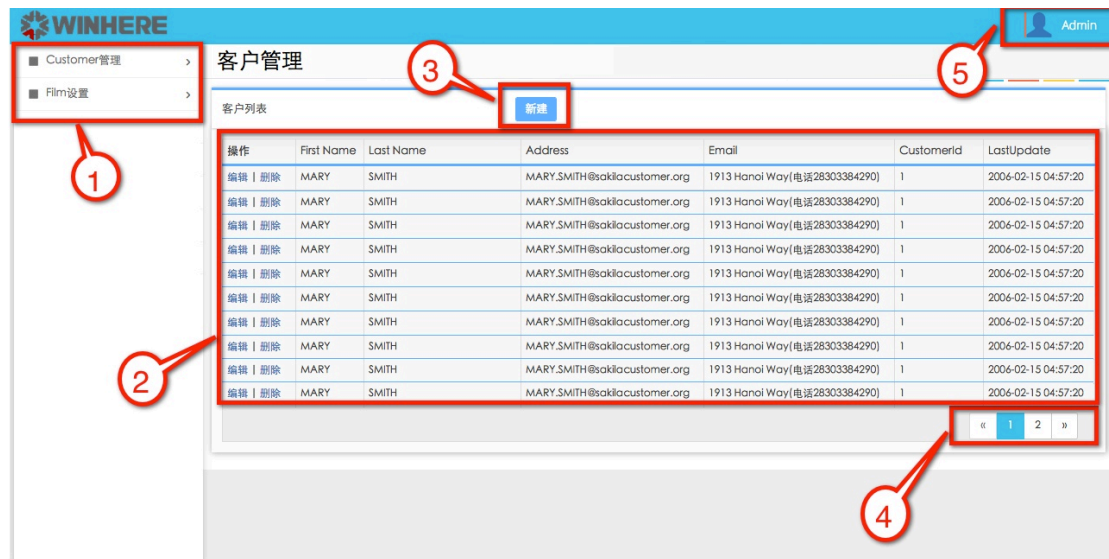 WINHERE
Admin
Customer管理 ›
Film设置 ›
客户管理
客户列表 新建
操作 First Name Last Name Address Email CustomerId LastUpdate
编辑 | 删除 MARY SMITH MARY.SMITH@sakilacustomer.org 1913 Hanoi Way(电话28303384290) 1 2006-02-15 04:57:20
编辑 | 删除 MARY SMITH MARY.SMITH@sakilacustomer.org 1913 Hanoi Way(电话28303384290) 1 2006-02-15 04:57:20
编辑 | 删除 MARY SMITH MARY.SMITH@sakilacustomer.org 1913 Hanoi Way(电话28303384290) 1 2006-02-15 04:57:20
编辑 | 删除 MARY SMITH MARY.SMITH@sakilacustomer.org 1913 Hanoi Way(电话28303384290) 1 2006-02-15 04:57:20
编辑 | 删除 MARY SMITH MARY.SMITH@sakilacustomer.org 1913 Hanoi Way(电话28303384290) 1 2006-02-15 04:57:20
编辑 | 删除 MARY SMITH MARY.SMITH@sakilacustomer.org 1913 Hanoi Way(电话28303384290) 1 2006-02-15 04:57:20
编辑 | 删除 MARY SMITH MARY.SMITH@sakilacustomer.org 1913 Hanoi Way(电话28303384290) 1 2006-02-15 04:57:20
编辑 | 删除 MARY SMITH MARY.SMITH@sakilacustomer.org 1913 Hanoi Way(电话28303384290) 1 2006-02-15 04:57:20
编辑 | 删除 MARY SMITH MARY.SMITH@sakilacustomer.org 1913 Hanoi Way(电话28303384290) 1 2006-02-15 04:57:20
编辑 | 删除 MARY SMITH MARY.SMITH@sakilacustomer.org 1913 Hanoi Way(电话28303384290) 1 2006-02-15 04:57:20
« 1 2 »
1
2
3
4
5